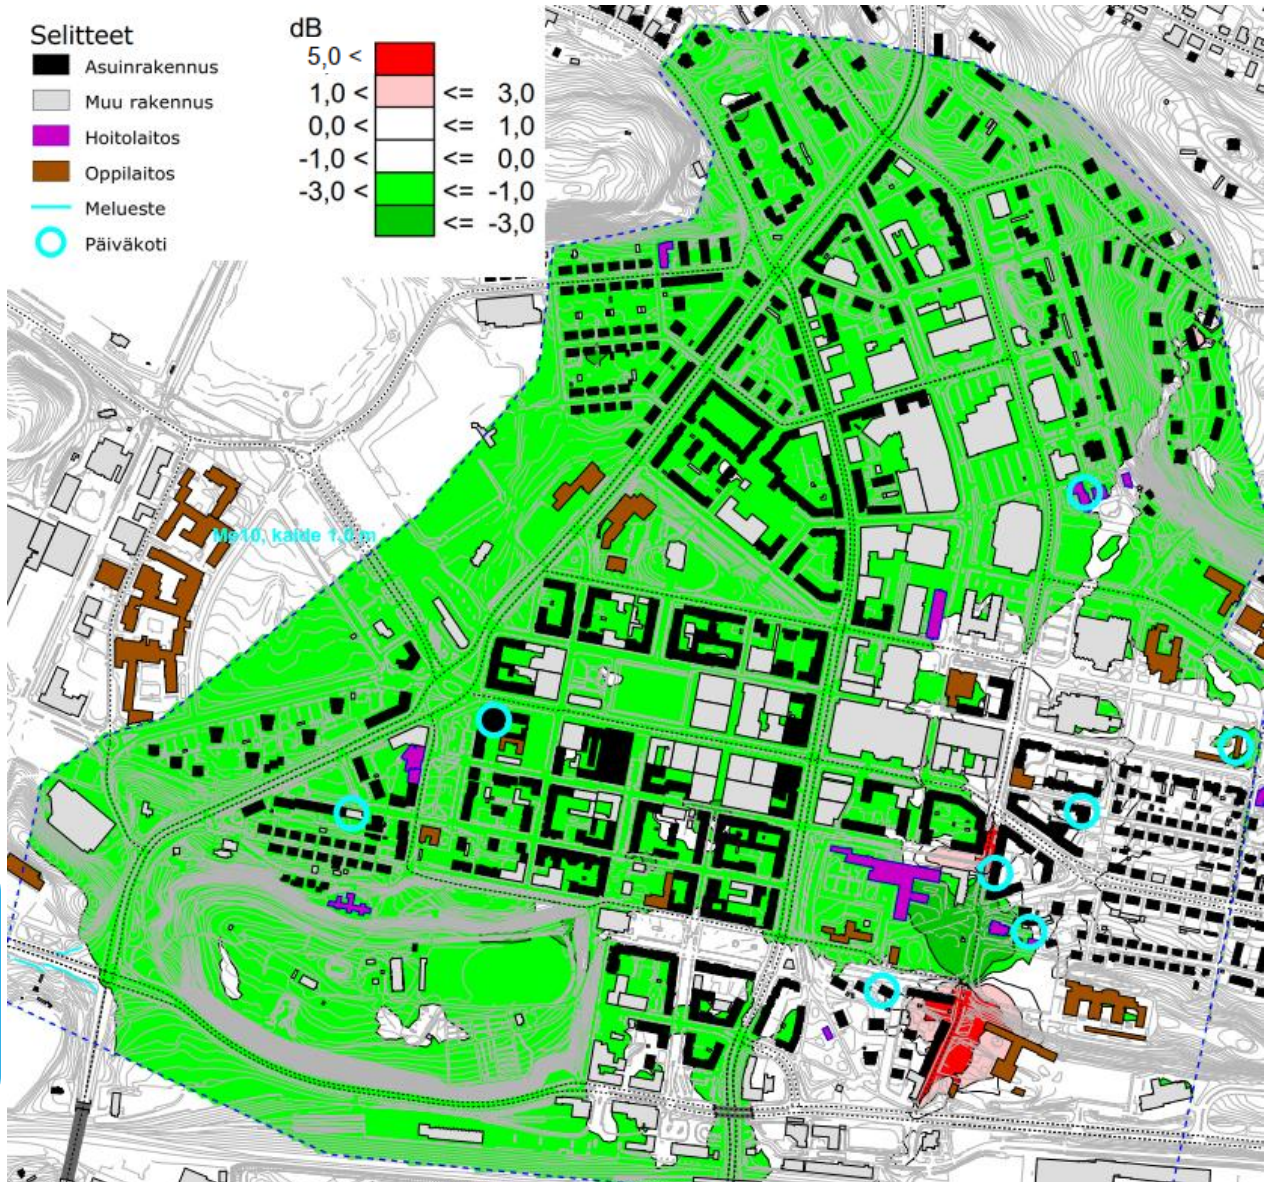 Selitteet
Asuinrakennus
Muu rakennus
Hoitolaitos
Oppilaitos
Melueste
Päiväkoti
dB
5,0 <
1,0 < <= 3,0
0,0 < <= 1,0
-1,0 < <= 0,0
-3,0 < <= -1,0
<= -3,0
Me10, kaide 1,0 m